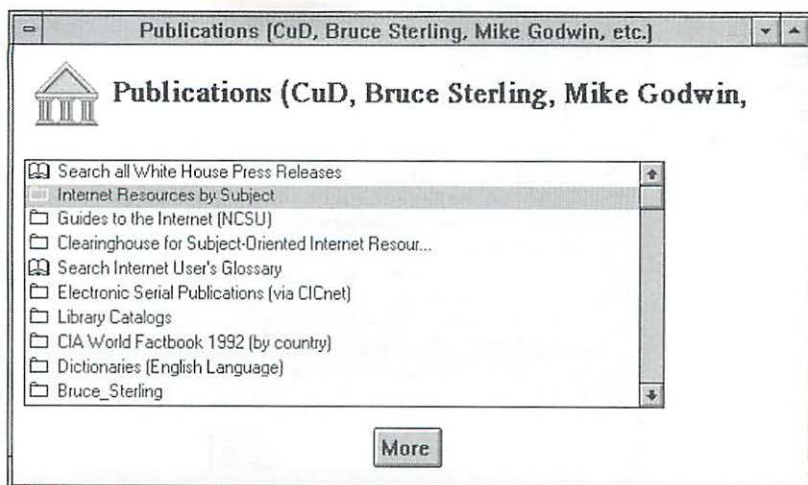 Publications [CuD, Bruce Sterling, Mike Godwin, etc.]
Publications (CuD, Bruce Sterling, Mike Godwin,
Search all White House Press Releases
Internet Resources by Subject
Guides to the Internet (NCSU)
Clearinghouse for Subject-Oriented Internet Resour...
Search Internet User's Glossary
Electronic Serial Publications (via CICnet)
Library Catalogs
CIA World Factbook 1992 (by country)
Dictionaries (English Language)
Bruce_Sterling
More